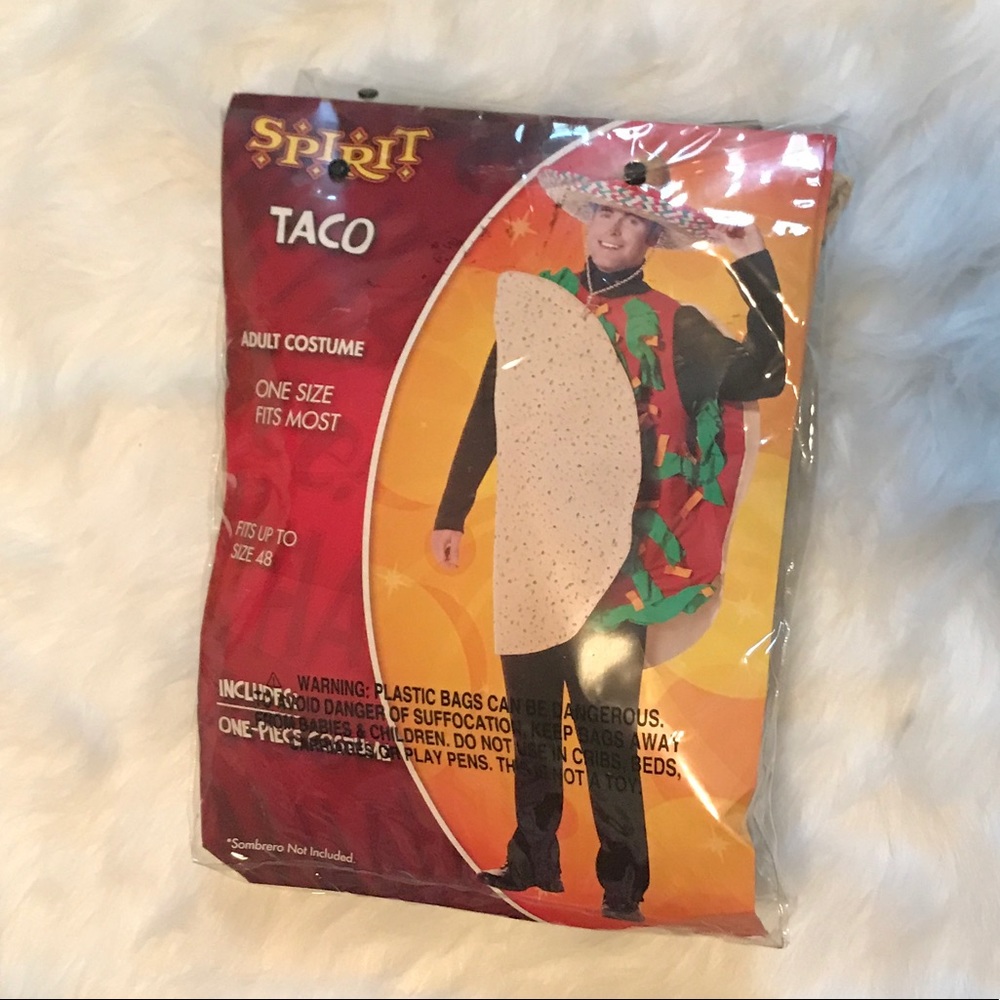 SPIRIT
TACO
ADULT COSTUME
ONE SIZE
FITS MOST
FITS UP TO
SIZE 48
INCLUDES:
ONE-PIECE COSTUME
WARNING: PLASTIC BAGS CAN BE DANGEROUS.
TO AVOID DANGER OF SUFFOCATION, KEEP BAGS AWAY
FROM BABIES & CHILDREN. DO NOT USE IN CRIBS, BEDS,
CARRIAGES OR PLAY PENS. THIS IS NOT A TOY.
*Sombrero Not Included.